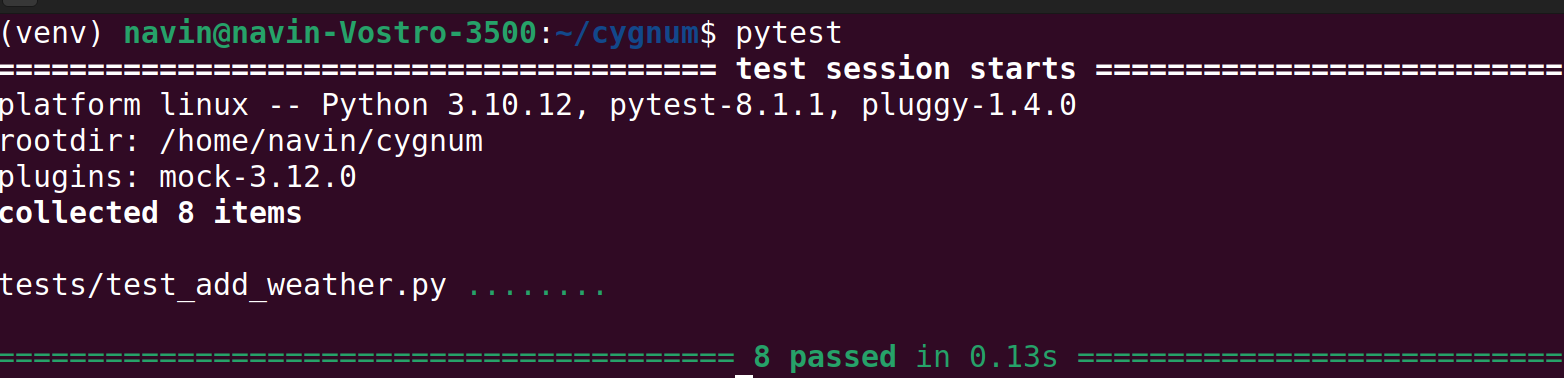 (venv) navin@navin-Vostro-3500:~/cygnum$ pytest
======================================== test session starts ==========================
platform linux -- Python 3.10.12, pytest-8.1.1, pluggy-1.4.0
rootdir: /home/navin/cygnum
plugins: mock-3.12.0
collected 8 items
tests/test_add_weather.py ........
========================================= 8 passed in 0.13s ===========================